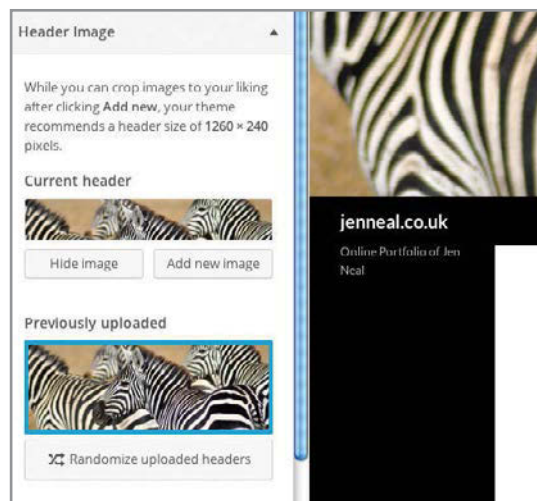 Header Image
While you can crop images to your liking
after clicking Add new, your theme
recommends a header size of 1260 × 240
pixels.
Current header
Hide image
Add new image
Previously uploaded
Randomize uploaded headers
jenneal.co.uk
Online Portfolio of Jen
Neal